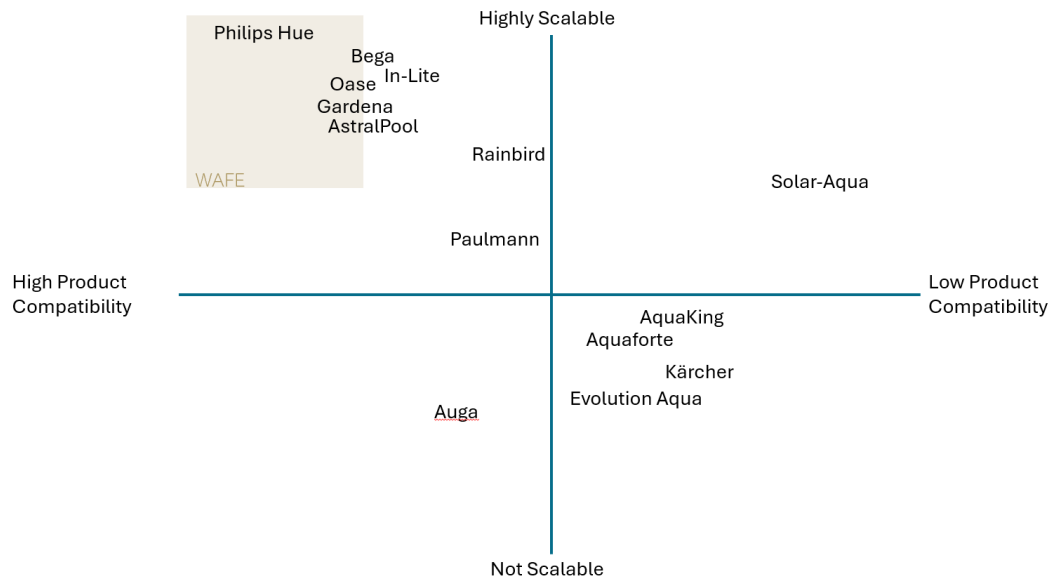 Highly Scalable
Philips Hue
Bega
In-Lite
Oase
Gardena
AstralPool
Rainbird
WAFE
Solar-Aqua
Paulmann
High Product
Compatibility
Low Product
Compatibility
AquaKing
Aquaforte
Kärcher
Evolution Aqua
Auga
Not Scalable